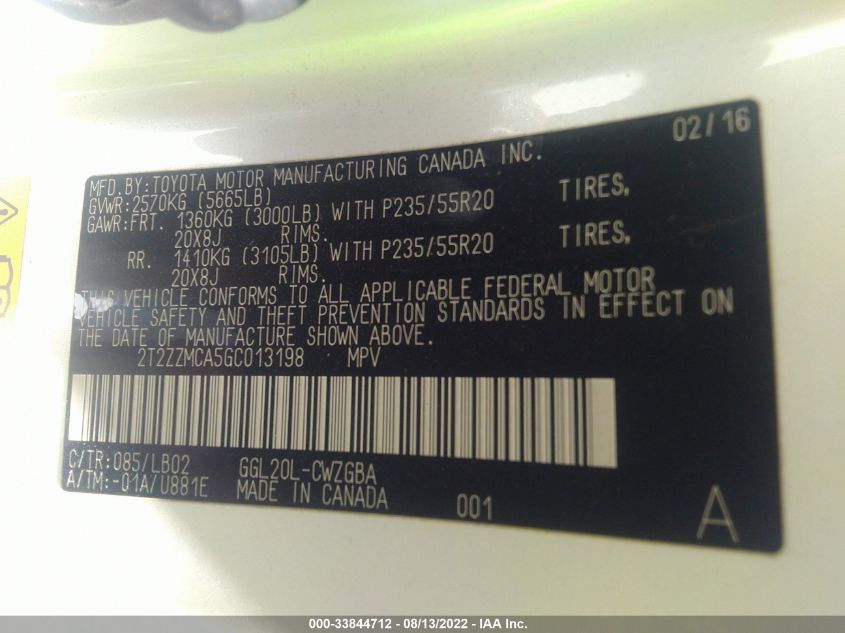 02/16
MFD.BY:TOYOTA MOTOR MANUFACTURING CANADA INC.
GVWR:2570KG (5665LB)
GAWR:FRT. 1360KG (3000LB) WITH P235/55R20 TIRES,
20X8J RIMS.
RR. 1410KG (3105LB) WITH P235/55R20 TIRES,
20X8J RIMS.
THIS VEHICLE CONFORMS TO ALL APPLICABLE FEDERAL MOTOR
VEHICLE SAFETY AND THEFT PREVENTION STANDARDS IN EFFECT ON
THE DATE OF MANUFACTURE SHOWN ABOVE.
2T2ZZMCA5GC013198 MPV
C/TR:085/LB02 GGL20L-CWZGBA
A/TM:-01A/U881E MADE IN CANADA 001 A
000-33844712 - 08/13/2022 - IAA Inc.